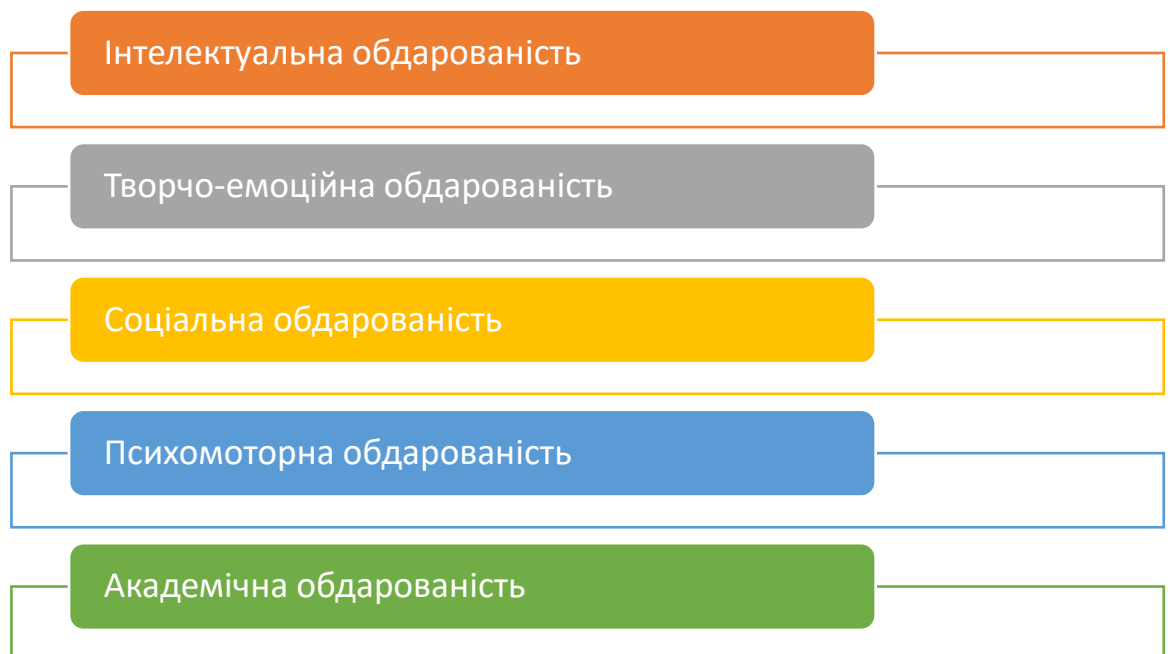 Інтелектуальна обдарованість
Творчо-емоційна обдарованість
Соціальна обдарованість
Психомоторна обдарованість
Академічна обдарованість